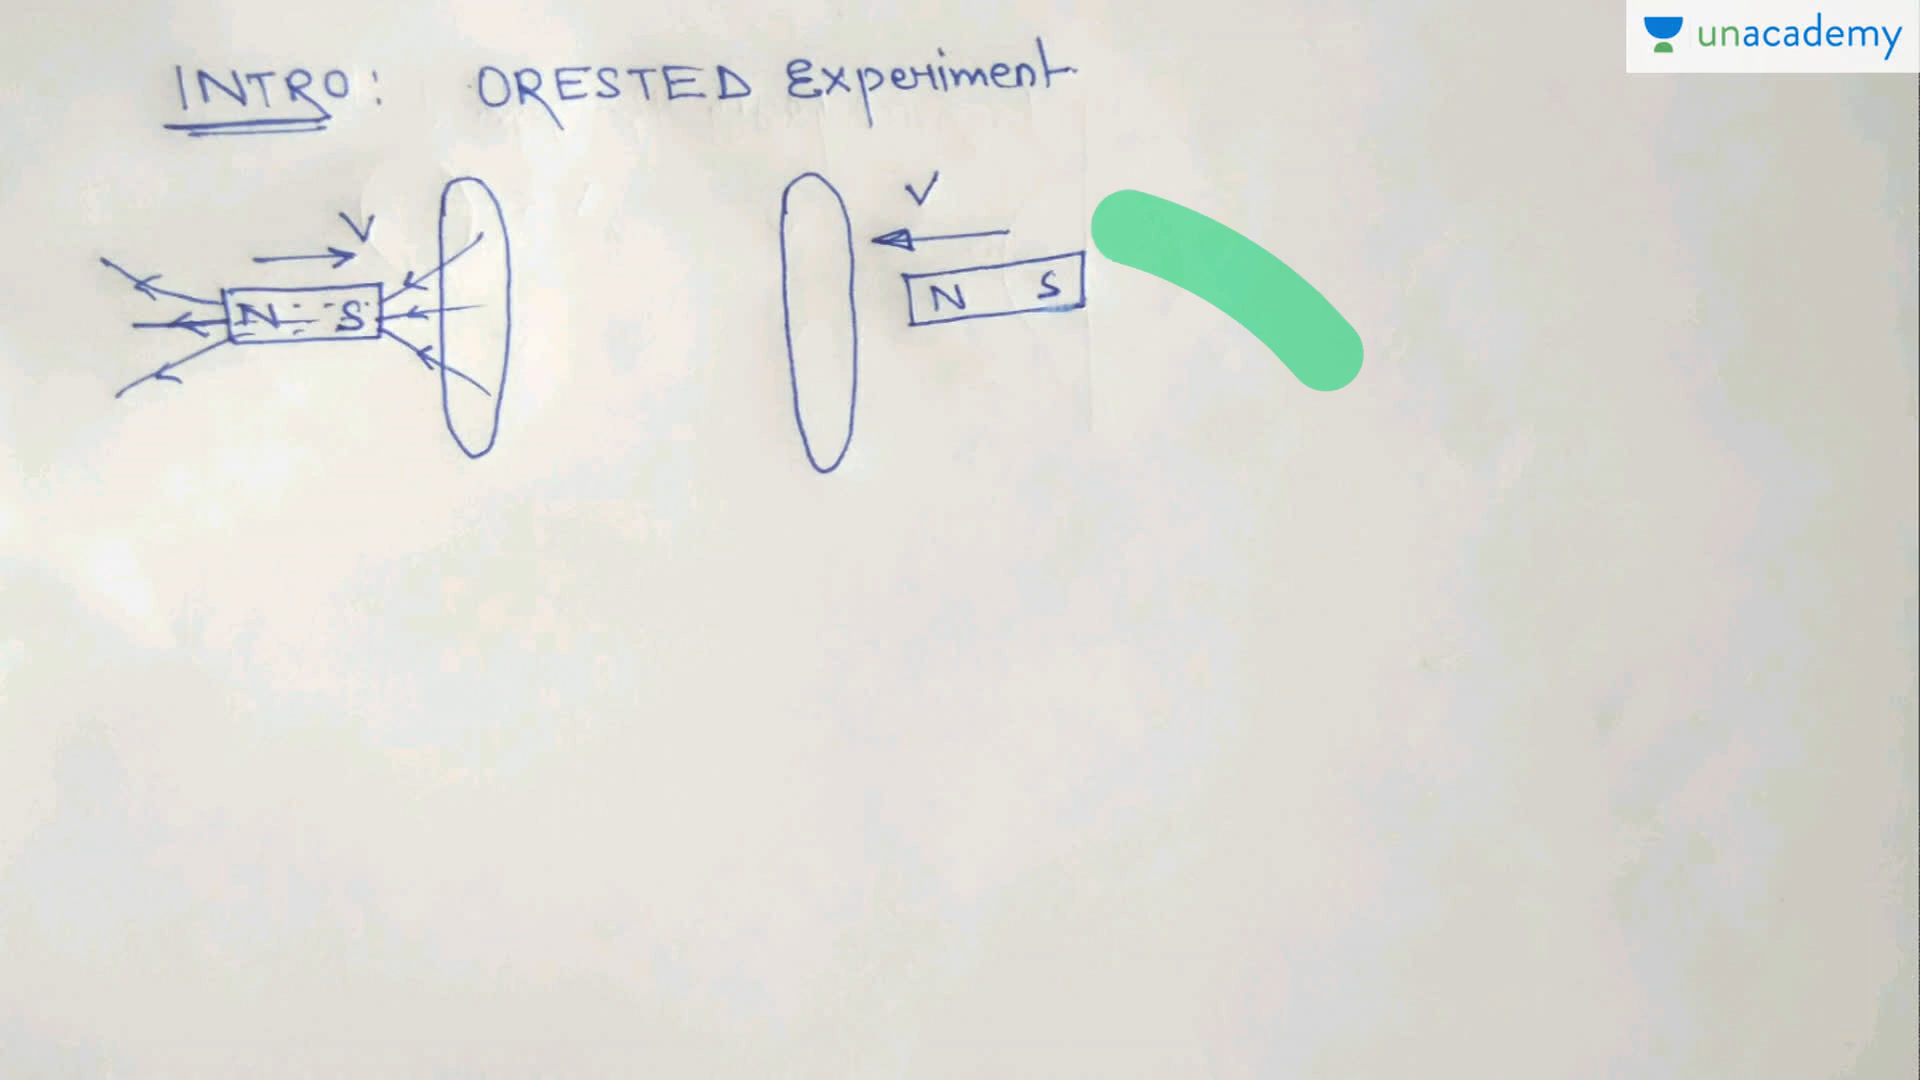 unacademy
INTRO: ORESTED Experiment
V
V
N S
N S